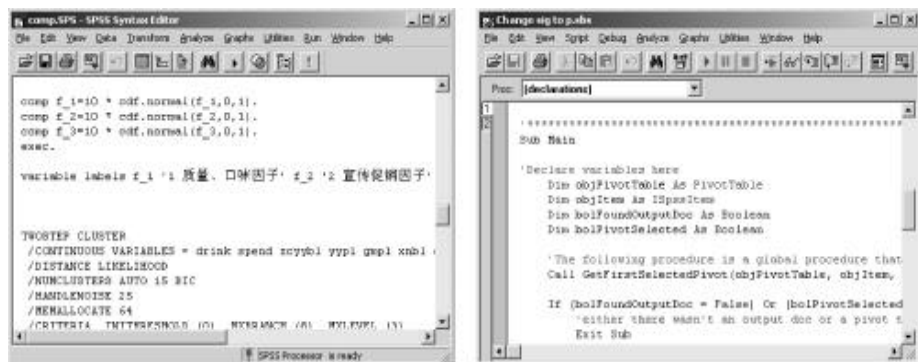 comp.SPS - SPSS Syntax Editor
File Edit View Data Transform Analyze Graphs Utilities Run Window Help
comp f_1=10 * cdf.normal(f_1,0,1).
comp f_2=10 * cdf.normal(f_2,0,1).
comp f_3=10 * cdf.normal(f_3,0,1).
exec.
variable labels f_1 '1 质量、口味因子' f_2 '2 宣传促销因子'
TWOSTEP CLUSTER
/CONTINUOUS VARIABLES = drink spend zcyybl yypl gmpl xnbl
/DISTANCE LIKELIHOOD
/NUMCLUSTERS AUTO 15 BIC
/HANDLENOISE 25
/MEMALLOCATE 64
/CRITERIA INITHRESHOLD (0) MXBRANCH (8) MXLEVEL (3)
SPSS Processor is ready
Change sig to p.sbs
File Edit View Script Debug Analyze Graphs Utilities Window Help
Proc: (declarations)
1
2
Sub Main
'Declare variables here
Dim objPivotTable As PivotTable
Dim objItem As ISpssItem
Dim bolFoundOutputDoc As Boolean
Dim bolPivotSelected As Boolean
'The following procedure is a global procedure that
Call GetFirstSelectedPivot(objPivotTable, objItem,
If (bolFoundOutputDoc = False) Or (bolPivotSelected
'either there wasn't an output doc or a pivot t
Exit Sub